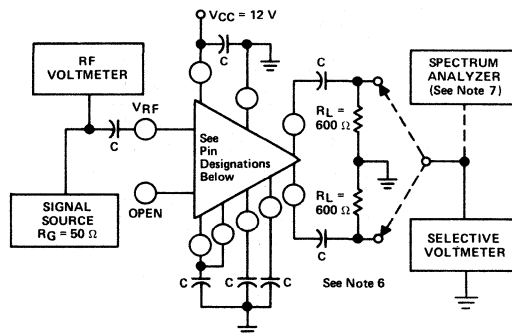 VCC = 12 V
C
RF
VOLTMETER
C
VRF
SIGNAL
SOURCE
RG = 50 Ω
OPEN
See
Pin
Designations
Below
C
C
C
C
RL =
600 Ω
RL =
600 Ω
C
See Note 6
SPECTRUM
ANALYZER
(See Note 7)
SELECTIVE
VOLTMETER